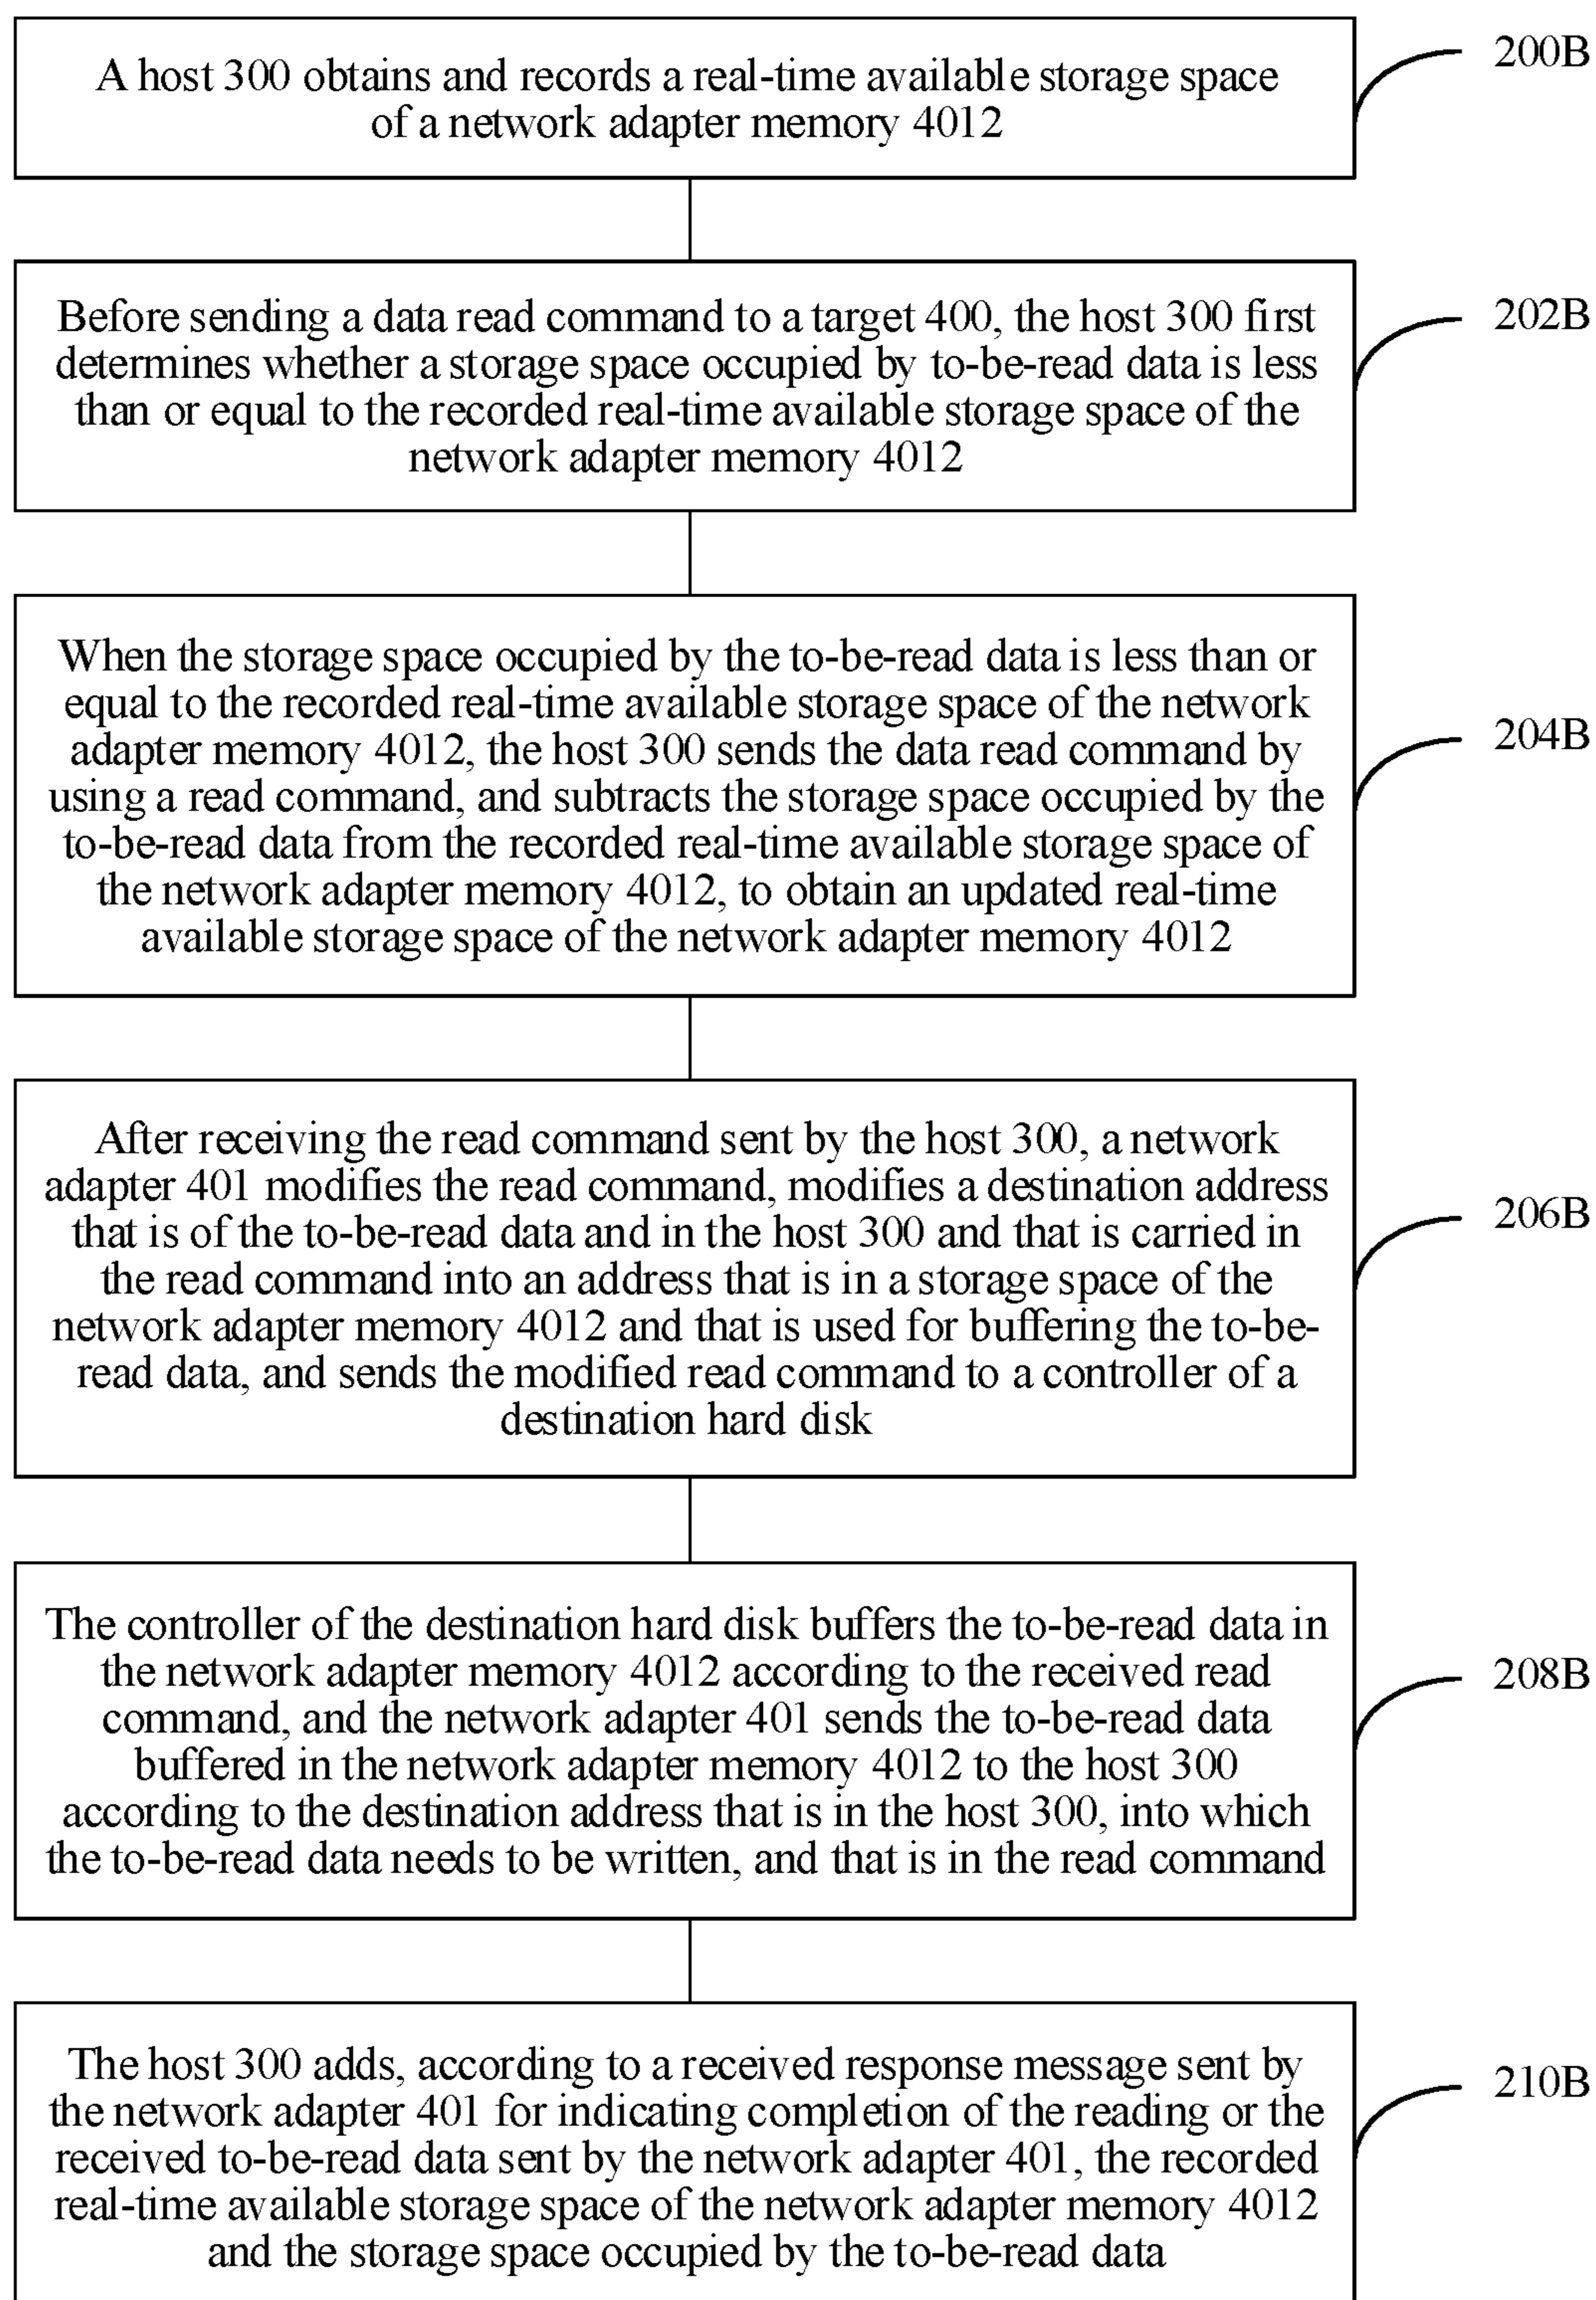 A host 300 obtains and records a real-time available storage space
of a network adapter memory 4012
200B
Before sending a data read command to a target 400, the host 300 first
determines whether a storage space occupied by to-be-read data is less
than or equal to the recorded real-time available storage space of the
network adapter memory 4012
202B
When the storage space occupied by the to-be-read data is less than or
equal to the recorded real-time available storage space of the network
adapter memory 4012, the host 300 sends the data read command by
using a read command, and subtracts the storage space occupied by the
to-be-read data from the recorded real-time available storage space of
the network adapter memory 4012, to obtain an updated real-time
available storage space of the network adapter memory 4012
204B
After receiving the read command sent by the host 300, a network
adapter 401 modifies the read command, modifies a destination address
that is of the to-be-read data and in the host 300 and that is carried in
the read command into an address that is in a storage space of the
network adapter memory 4012 and that is used for buffering the to-be-
read data, and sends the modified read command to a controller of a
destination hard disk
206B
The controller of the destination hard disk buffers the to-be-read data in
the network adapter memory 4012 according to the received read
command, and the network adapter 401 sends the to-be-read data
buffered in the network adapter memory 4012 to the host 300
according to the destination address that is in the host 300, into which
the to-be-read data needs to be written, and that is in the read command
208B
The host 300 adds, according to a received response message sent by
the network adapter 401 for indicating completion of the reading or the
received to-be-read data sent by the network adapter 401, the recorded
real-time available storage space of the network adapter memory 4012
and the storage space occupied by the to-be-read data
210B